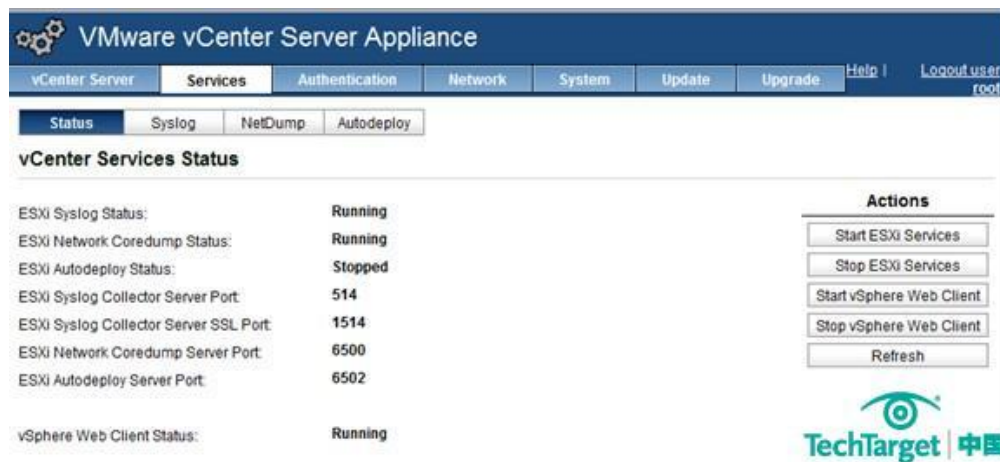 VMware vCenter Server Appliance
vCenter Server Services Authentication Network System Update Upgrade Help | Logout user root
Status Syslog NetDump Autodeploy
vCenter Services Status
ESXi Syslog Status: Running
ESXi Network Coredump Status: Running
ESXi Autodeploy Status: Stopped
ESXi Syslog Collector Server Port: 514
ESXi Syslog Collector Server SSL Port: 1514
ESXi Network Coredump Server Port: 6500
ESXi Autodeploy Server Port: 6502
vSphere Web Client Status: Running
Actions
Start ESXi Services
Stop ESXi Services
Start vSphere Web Client
Stop vSphere Web Client
Refresh
TechTarget | 中国